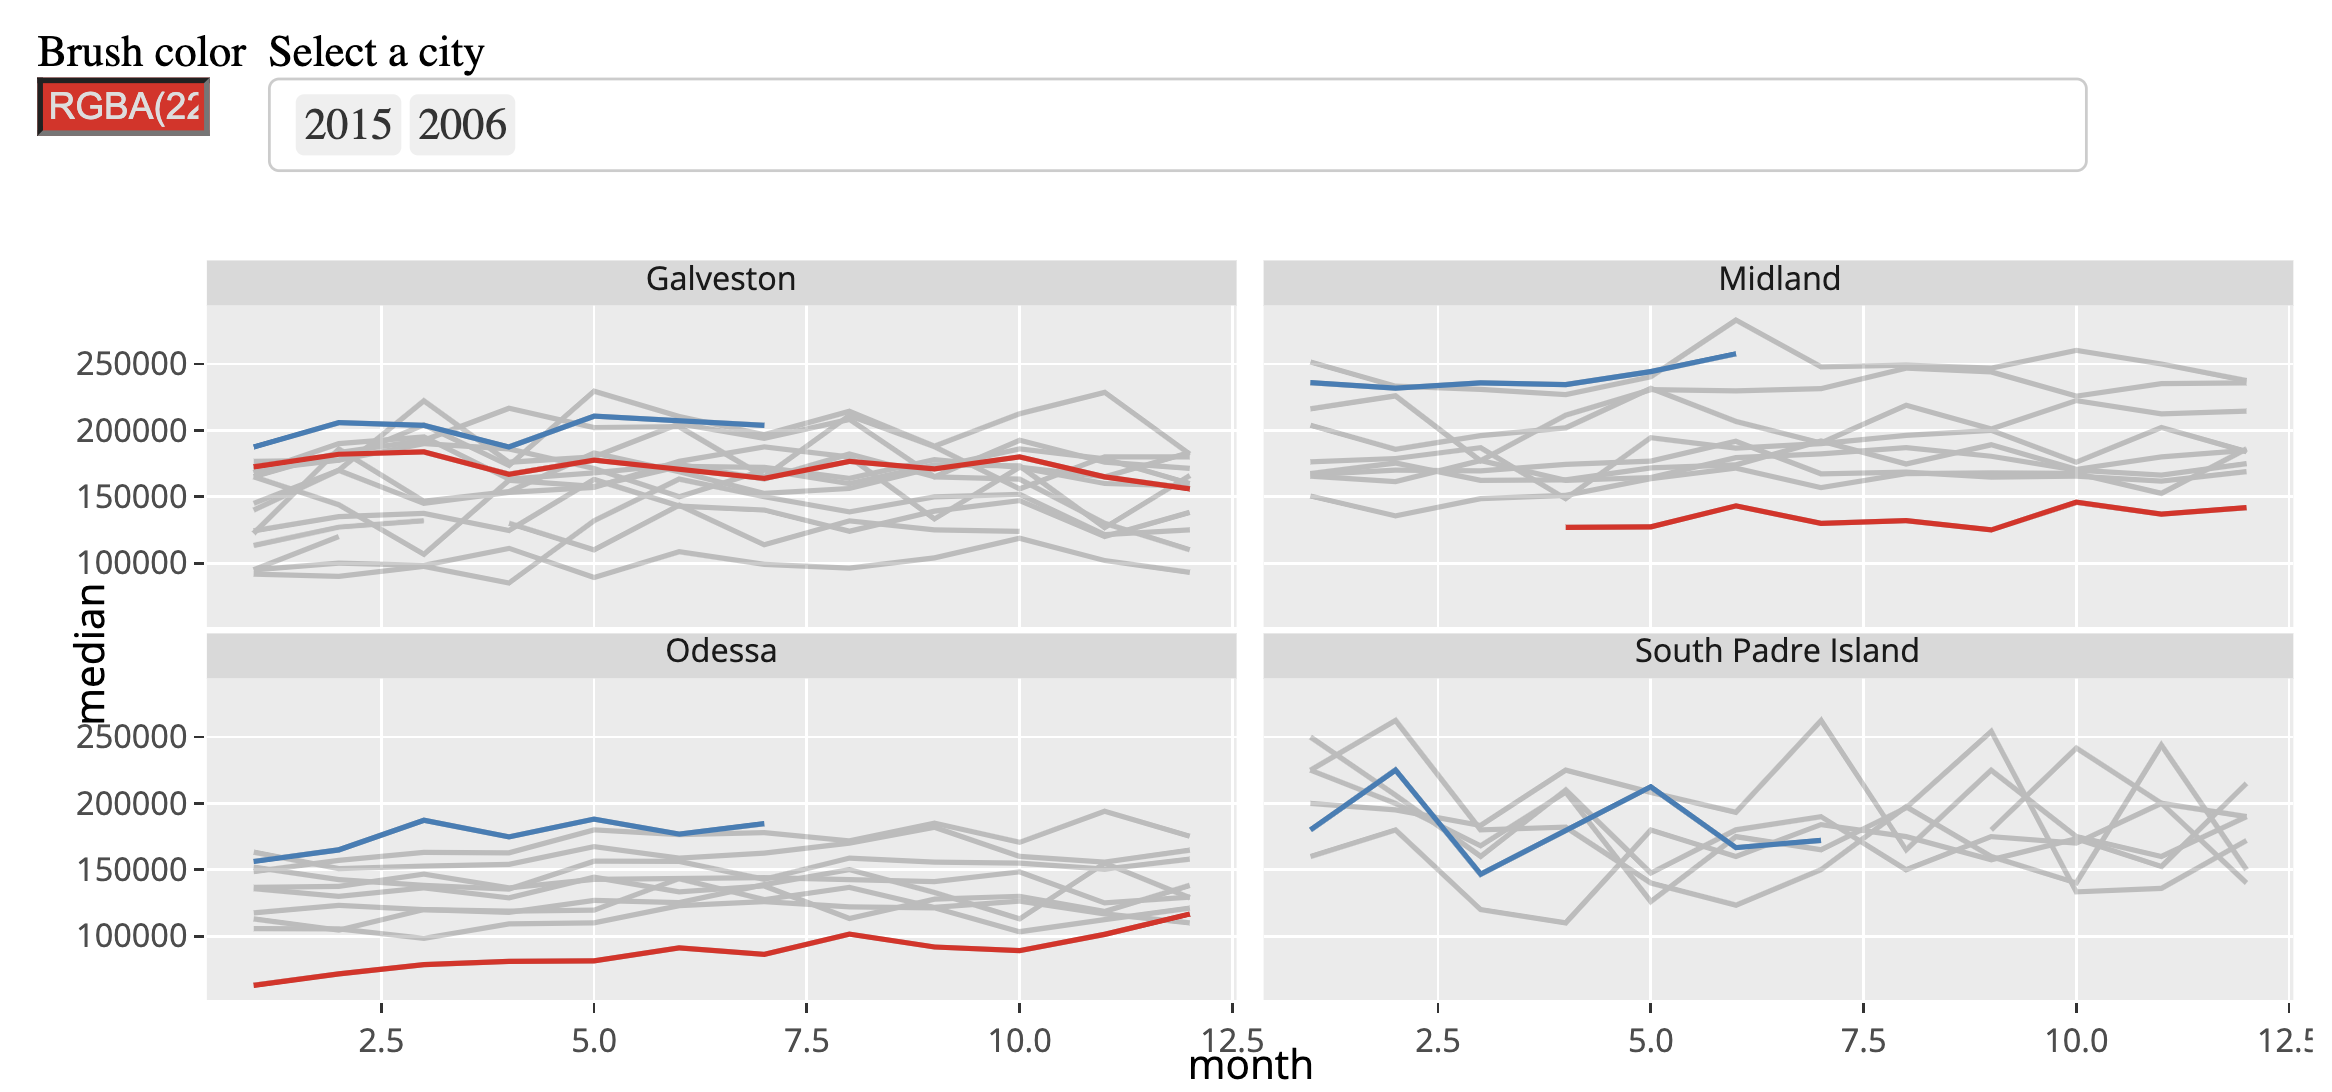 Brush color Select a city
RGBA(22
2015 2006
Galveston Midland
250000
200000
150000
100000
median
Odessa South Padre Island
250000
200000
150000
100000
2.5 5.0 7.5 10.0 12.5 2.5 5.0 7.5 10.0 12.5
month